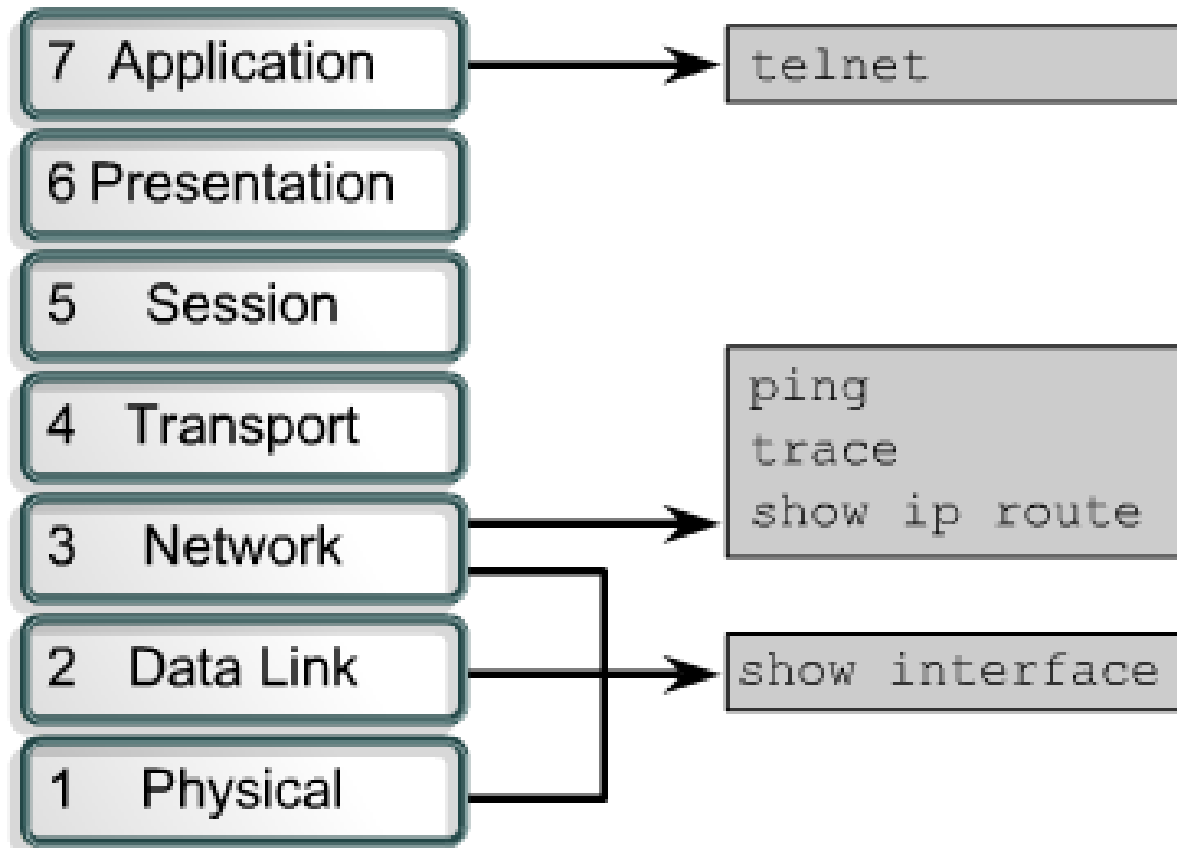 7 Application
telnet
6 Presentation
5 Session
4 Transport
ping
trace
show ip route
3 Network
2 Data Link
show interface
1 Physical